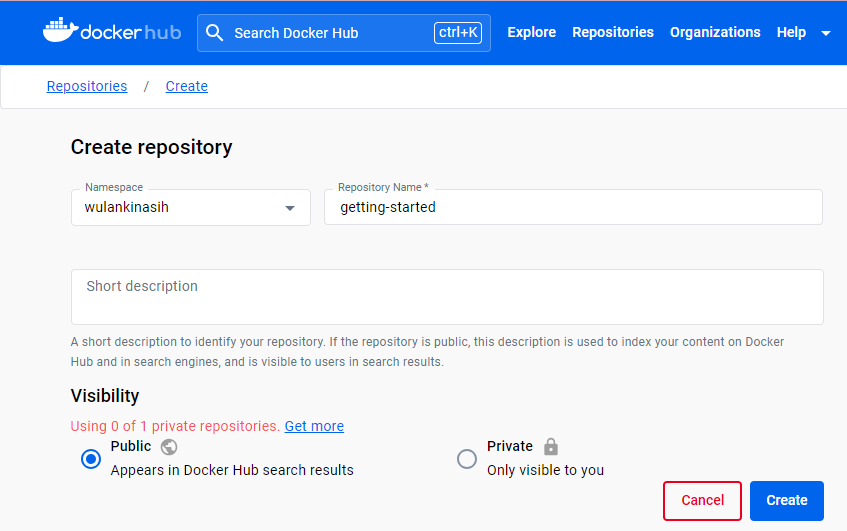 dockerhub
Search Docker Hub
ctrl+K
Explore
Repositories
Organizations
Help
Repositories / Create
Create repository
Namespace
wulankinasih
Repository Name *
getting-started
Short description
A short description to identify your repository. If the repository is public, this description is used to index your content on Docker
Hub and in search engines, and is visible to users in search results.
Visibility
Using 0 of 1 private repositories. Get more
Public
Appears in Docker Hub search results
Private
Only visible to you
Cancel
Create